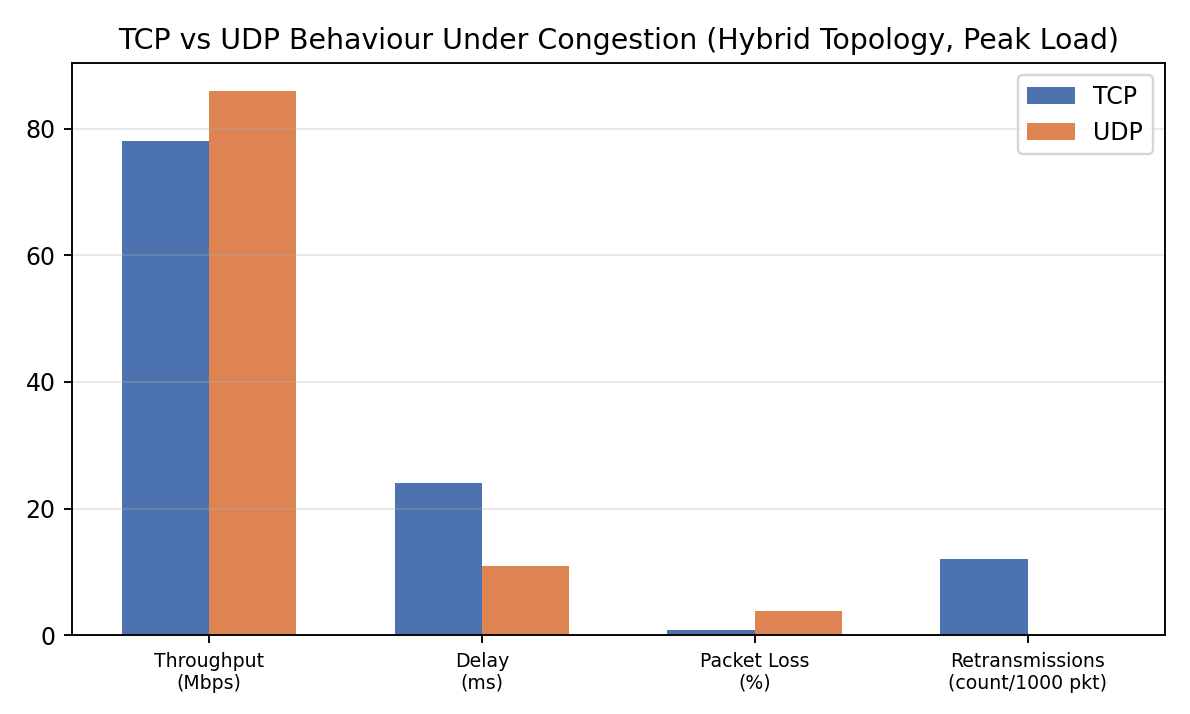 TCP vs UDP Behaviour Under Congestion (Hybrid Topology, Peak Load)
TCP
UDP
80
60
40
20
0
Throughput
(Mbps)
Delay
(ms)
Packet Loss
(%)
Retransmissions
(count/1000 pkt)